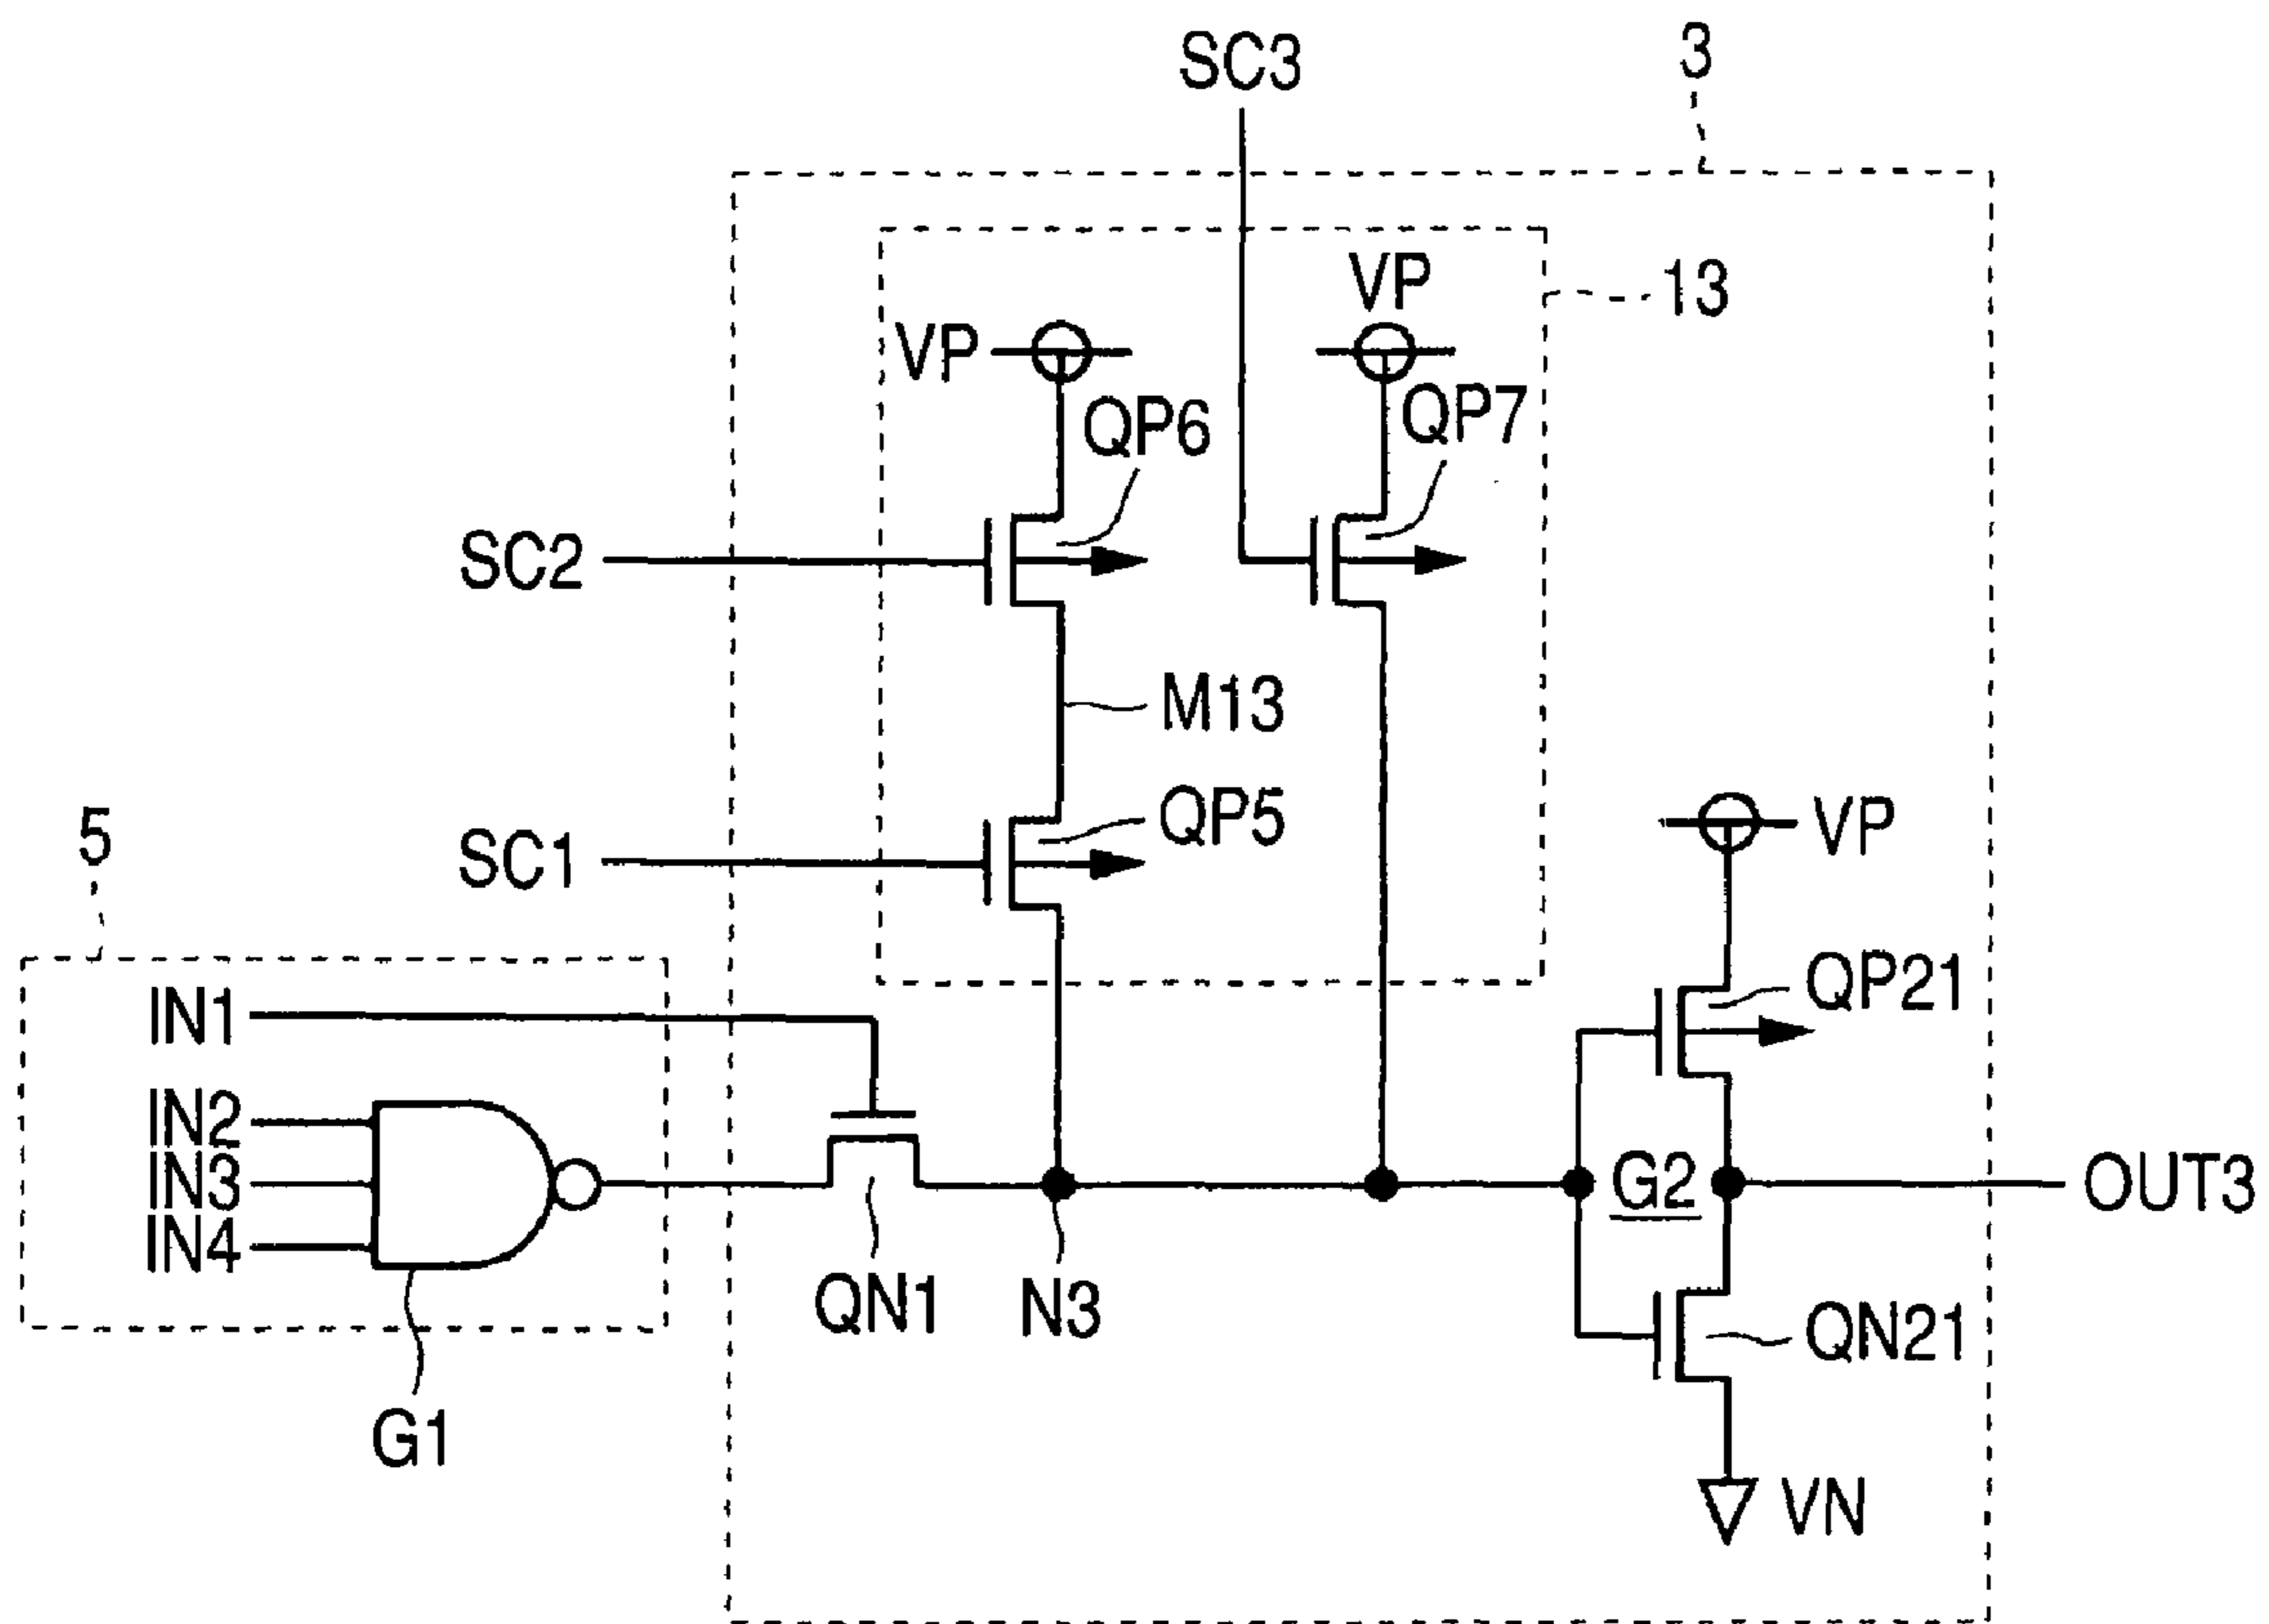 3
SC3
VP
13
VP
QP6
QP7
SC2
M13
5
SC1
QP5
VP
IN1
QP21
IN2
IN3
IN4
G2
OUT3
QN1
N3
QN21
G1
VN